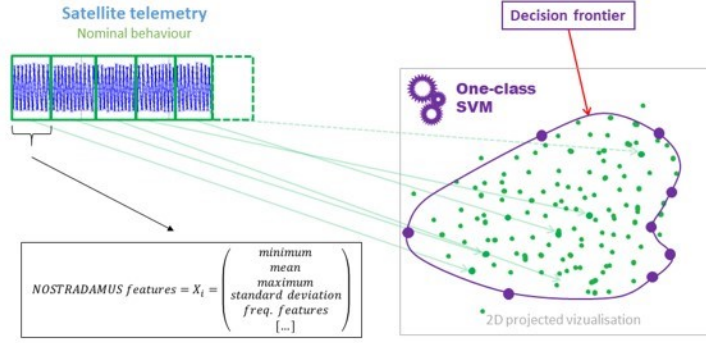 Satellite telemetry
Nominal behaviour
Decision frontier
One-class
SVM
NOSTRADAMUS features = Xᵢ =
minimum
mean
maximum
standard deviation
freq. features
[...]
2D projected vizualisation